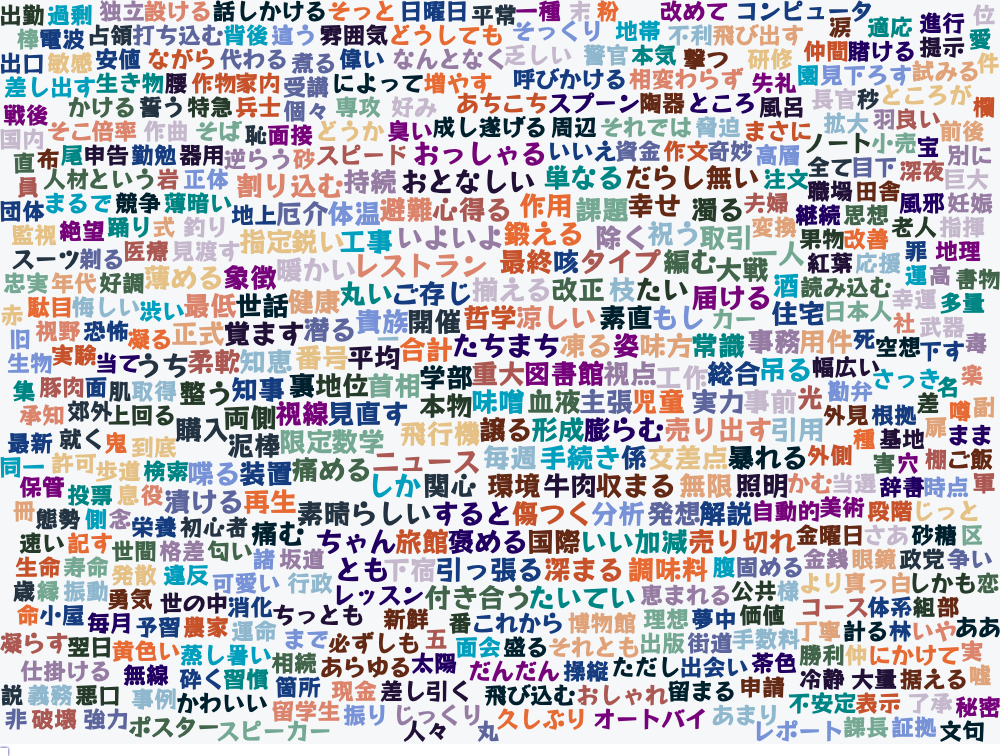 出勤 過剰 独立 設ける 話しかける そっと 日曜日 平常 一種 末 粉 改めて コンピュータ 涙 適応 進行 位
棒 電波 占領 打ち込む 背後 違う 雰囲気 どうしても そっくり 地帯 不利 飛び出す 仲間 賭ける 提示 愛
出口 敏感 安値 ながら 代わる 煮る 偉い なんとなく 乏しい 警官 本気 撃つ 研修 園 見下ろす 試みる 件
差し出す 生き物 腰 作物 家内 受講 によって 増やす 呼びかける 相変わらず 失礼 長官 秒 ところが 欄
戦後 かける 誓う 特急 兵士 個々 専攻 好み あちこち スプーン 陶器 ところ 風呂 拡大 羽 良い 前後
国内 そこ 倍率 作曲 そば 恥 面接 どうか 臭い 成し遂げる 周辺 それでは 脅迫 まさに ノート 小売 宝 別に
直 布 尾 申告 勤勉 器用 逆らう 砂 スピード おっしゃる いいえ 資金 作文 奇妙 高層 全て 目下 深夜 巨大
員 人材 という 岩 正体 割り込む 持続 おとなしい 単なる だらし無い 注文 職場 田舎 風邪 妊娠
団体 まるで 競争 薄暗い 地上 厄介 体温 避難 心得る 作用 課題 幸せ 濁る 夫婦 継続 思想 老人 指揮
監視 絶望 踊り 式 釣り 指定 鋭い 工事 いよいよ 鍛える 除く 祝う 取引 変換 一人 果物 改善 罪 地理
スーツ 剃る 医療 見渡す 暖かい レストラン 最終 咳 タイプ 編む 大戦 紅葉 応援 運 高 書物
忠実 年代 好調 薄める 象徴 丸い ご存じ 揃える 改正 枝 たい 届ける 酒 読み込む 幸運 多量
赤 駄目 悔しい 渋い 最低 世話 健康 貴族 開催 哲学 涼しい 素直 もし カー 住宅 日本人 社 武器
旧 視野 恐怖 凝る 正式 覚ます 潜る 合計 たちまち 凍る 姿 味方 常識 事務 用件 死 空想 下す 毒
生物 実験 当て うち 柔軟 知恵 番号 平均 学部 重大 図書館 視点 工作 総合 吊る 幅広い さっき 名 楽
集 豚肉 面 肌 取得 整う 知事 裏 地位 首相 本物 味噌 血液 主張 児童 実力 事前 光 勘弁 差 噂 副
承知 郊外 上回る 購入 両側 視線 見直す 飛行機 譲る 形成 膨らむ 売り出す 引用 外見 根拠 扉 まま
最新 就く 鬼 到底 泥棒 限定 数学 ニュース 毎週 手続き 係 交差点 暴れる 外側 種 基地 棚 ご飯
同一 許可 歩道 検索 喋る 装置 痛める しか 関心 環境 牛肉 収まる 無限 照明 かむ 当選 害 穴 辞書 時点 軍
保管 投票 息 役 漬ける 再生 素晴らしい すると 傷つく 分析 発想 解説 自動的 美術 段階 じっと
冊 態勢 側 念 栄養 初心者 痛む ちゃん 旅館 褒める 国際 いい加減 売り切れ 金曜日 さあ 砂糖 区
速い 記す 世間 格差 匂い 諸 坂道 とも 下宿 引っ張る 深まる 調味料 腹 固める 金銭 眼鏡 政党 争い
生命 寿命 発散 違反 可愛い 行政 レッスン 付き合う たいてい 恵まれる 公共 様 より 真っ白 しかも 恋
歳 緑 振動 勇気 世の中 消化 ちっとも 新鮮 一番 これから 博物館 理想 夢中 価値 コース 体系 組 部
命 小屋 毎月 予習 農家 運命 まで 必ずしも 五 面会 盛る それとも 出版 街道 手数料 丁寧 計る 林 いや ああ
凝らす 翌日 黄色い 蒸し暑い 相続 あらゆる 太陽 だんだん 操縦 ただし 出会い 茶色 勝利 仲 にかけて 実
仕掛ける 無線 砕く 習慣 箇所 現金 差し引く 飛び込む おしゃれ 留まる 申請 冷静 大量 据える 嘘
説 義務 悪口 事例 かわいい 留学生 振り じっくり 久しぶり オートバイ あまり 不安定 表示 了承 秘密
非 破壊 強力 ポスター スピーカー 人々 丸 レポート 課長 証拠 文句